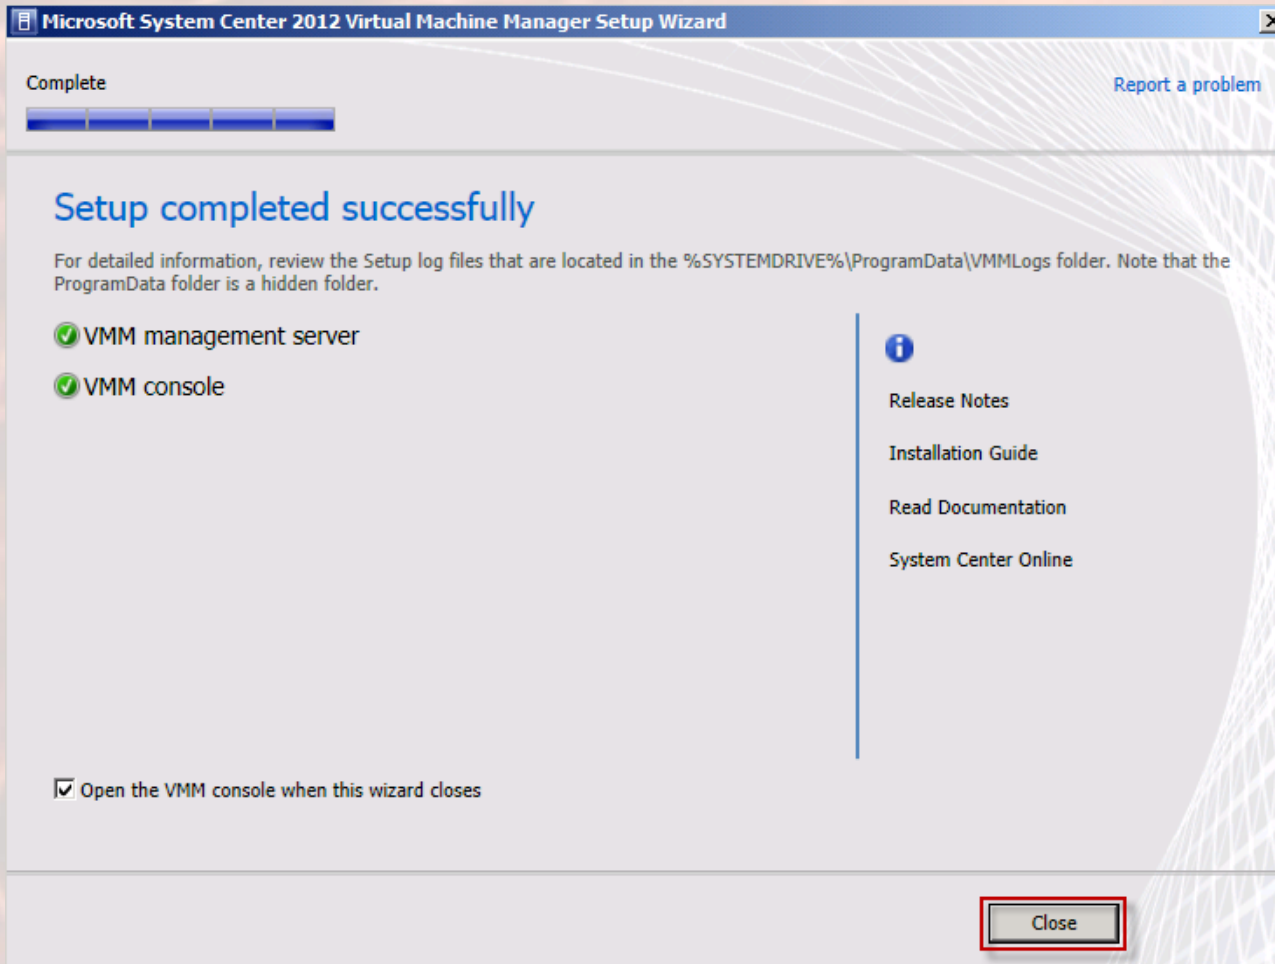 Microsoft System Center 2012 Virtual Machine Manager Setup Wizard
Complete
Report a problem
Setup completed successfully
For detailed information, review the Setup log files that are located in the %SYSTEMDRIVE%\ProgramData\VMMLogs folder. Note that the
ProgramData folder is a hidden folder.
VMM management server
VMM console
Release Notes
Installation Guide
Read Documentation
System Center Online
Open the VMM console when this wizard closes
Close